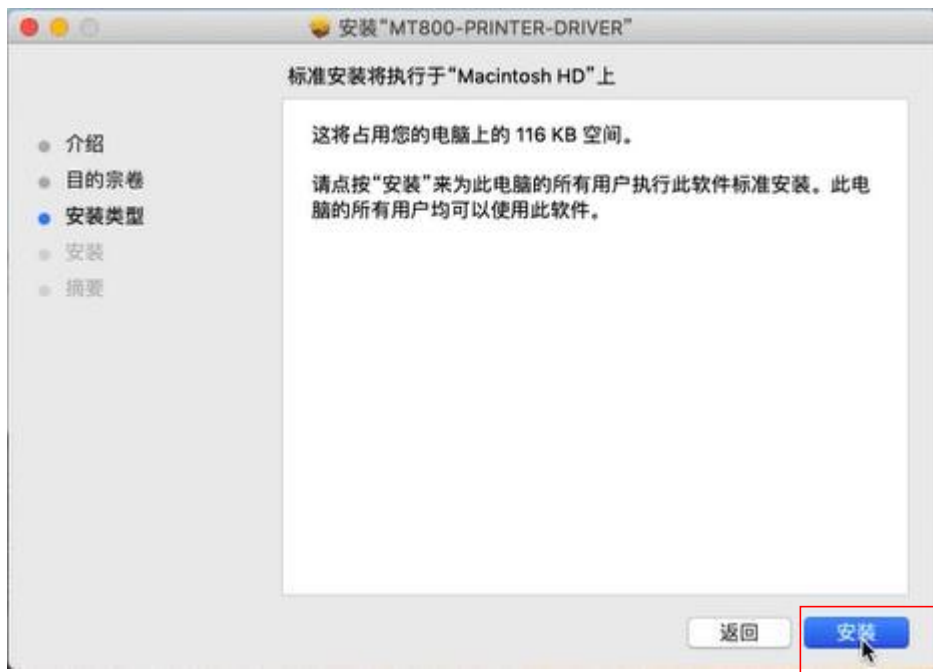 安装"MT800-PRINTER-DRIVER"
标准安装将执行于"Macintosh HD"上
介绍
目的宗卷
安装类型
安装
摘要
这将占用您的电脑上的 116 KB 空间。
请点按"安装"来为此电脑的所有用户执行此软件标准安装。此电
脑的所有用户均可以使用此软件。
返回
安装